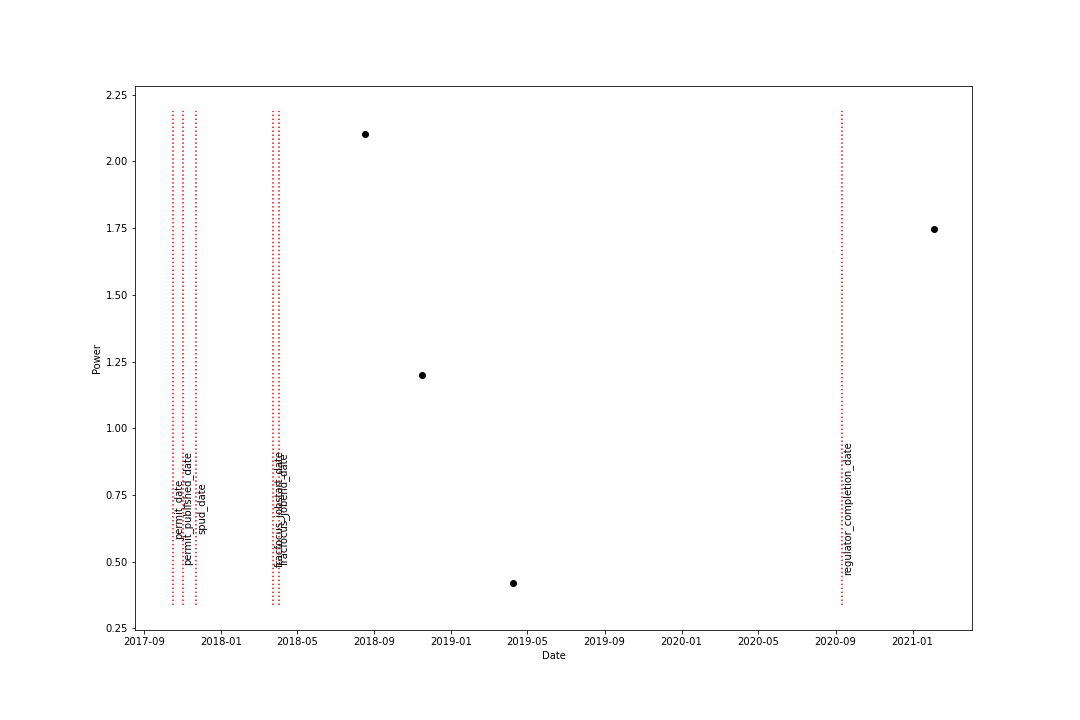 2.25
2.00
1.75
1.50
1.25
1.00
0.75
0.50
0.25
Power
permit_date
permit_published_date
spud_date
fracfocus_jobstart_date
fracfocus_jobend_date
regulator_completion_date
2017-09
2018-01
2018-05
2018-09
2019-01
2019-05
2019-09
2020-01
2020-05
2020-09
2021-01
Date